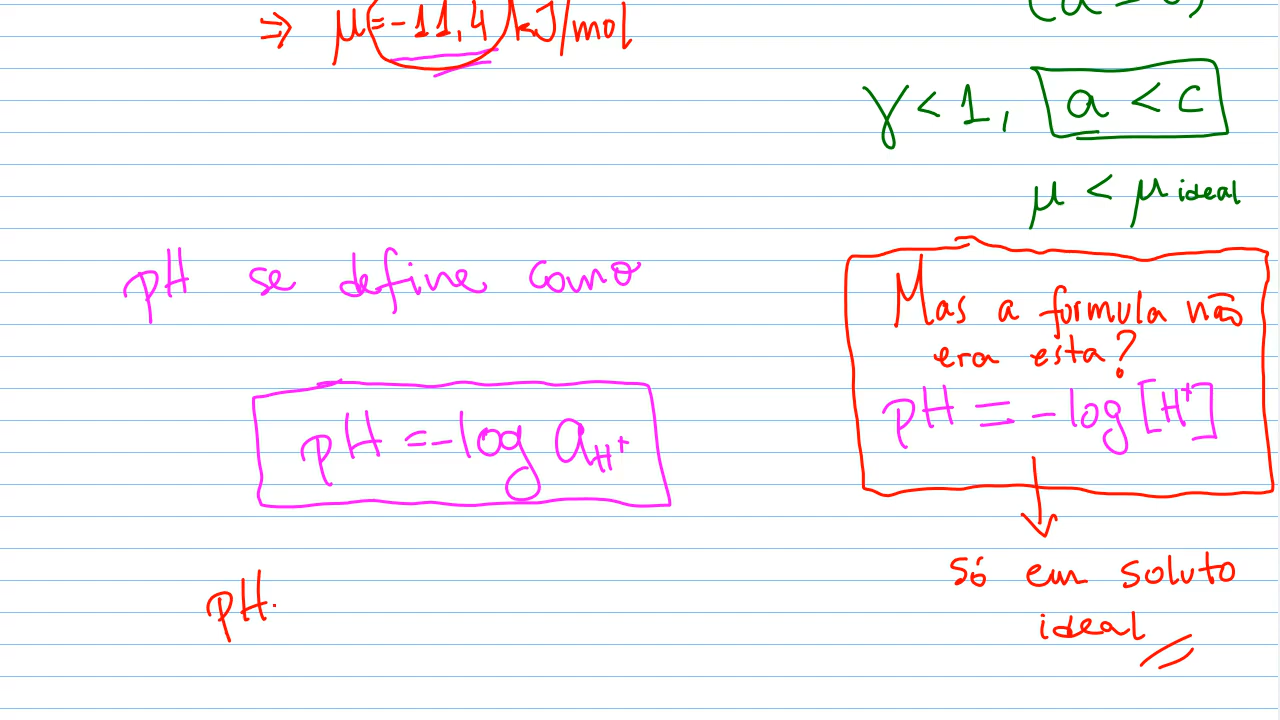 ⇒ μ = -11,4 kJ/mol
γ < 1, a < c
μ < μ ideal
pH se define como
pH = -log a_H+
Mas a formula não
era esta?
pH = -log [H⁺]
Só em soluto
ideal
pH.